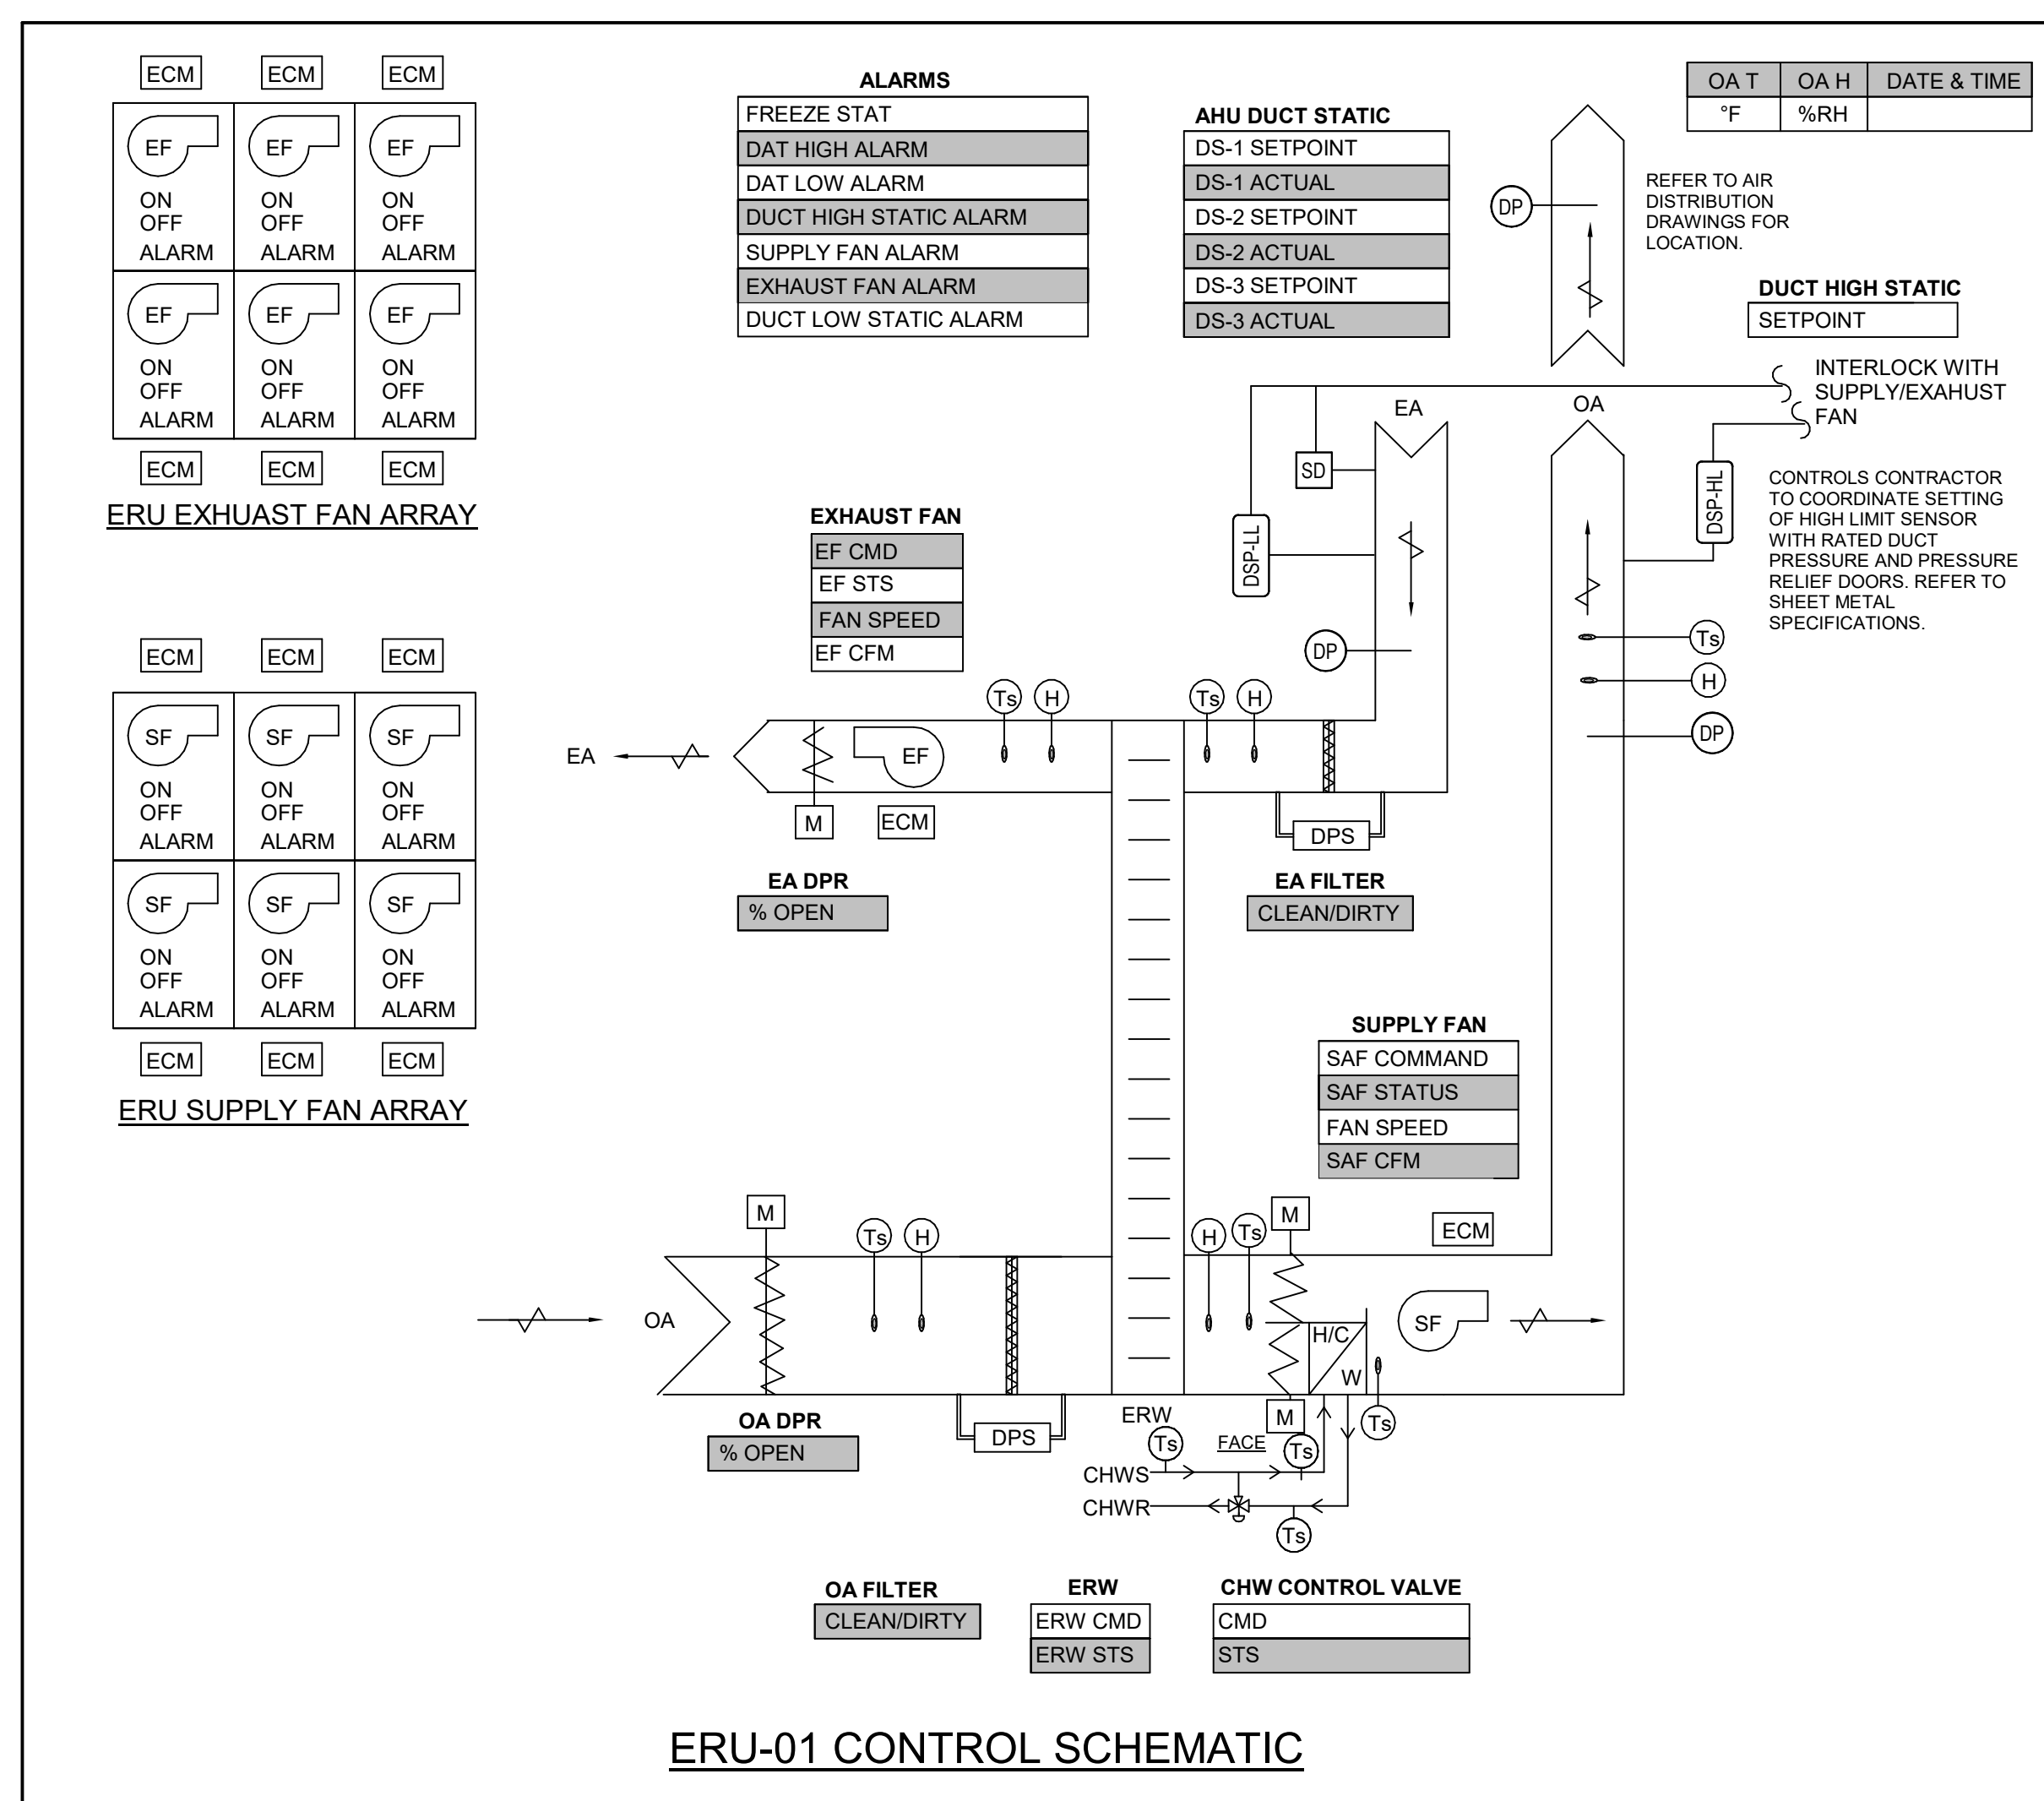 ECM ECM ECM
EF EF EF
ON ON ON
OFF OFF OFF
ALARM ALARM ALARM
EF EF EF
ON ON ON
OFF OFF OFF
ALARM ALARM ALARM
ECM ECM ECM
ERU EXHUAST FAN ARRAY
ECM ECM ECM
SF SF SF
ON ON ON
OFF OFF OFF
ALARM ALARM ALARM
SF SF SF
ON ON ON
OFF OFF OFF
ALARM ALARM ALARM
ECM ECM ECM
ERU SUPPLY FAN ARRAY
ALARMS
FREEZE STAT
DAT HIGH ALARM
DAT LOW ALARM
DUCT HIGH STATIC ALARM
SUPPLY FAN ALARM
EXHAUST FAN ALARM
DUCT LOW STATIC ALARM
AHU DUCT STATIC
DS-1 SETPOINT
DS-1 ACTUAL
DS-2 SETPOINT
DS-2 ACTUAL
DS-3 SETPOINT
DS-3 ACTUAL
OA T OA H DATE & TIME
°F %RH
DP
REFER TO AIR
DISTRIBUTION
DRAWINGS FOR
LOCATION.
DUCT HIGH STATIC
SETPOINT
INTERLOCK WITH
SUPPLY/EXAHUST
FAN
EA
OA
SD
DSP-LL
DSP-HL
CONTROLS CONTRACTOR
TO COORDINATE SETTING
OF HIGH LIMIT SENSOR
WITH RATED DUCT
PRESSURE AND PRESSURE
RELIEF DOORS. REFER TO
SHEET METAL
SPECIFICATIONS.
EXHAUST FAN
EF CMD
EF STS
FAN SPEED
EF CFM
DP
Ts
H
DP
Ts H Ts H
EA
EF
M
ECM
DPS
EA DPR
% OPEN
EA FILTER
CLEAN/DIRTY
SUPPLY FAN
SAF COMMAND
SAF STATUS
FAN SPEED
SAF CFM
M
Ts H
H Ts
M
ECM
OA
H/C
W
SF
OA DPR
% OPEN
DPS
ERW
Ts
FACE
M
Ts
Ts
CHWS
CHWR
Ts
OA FILTER
CLEAN/DIRTY
ERW
ERW CMD
ERW STS
CHW CONTROL VALVE
CMD
STS
ERU-01 CONTROL SCHEMATIC